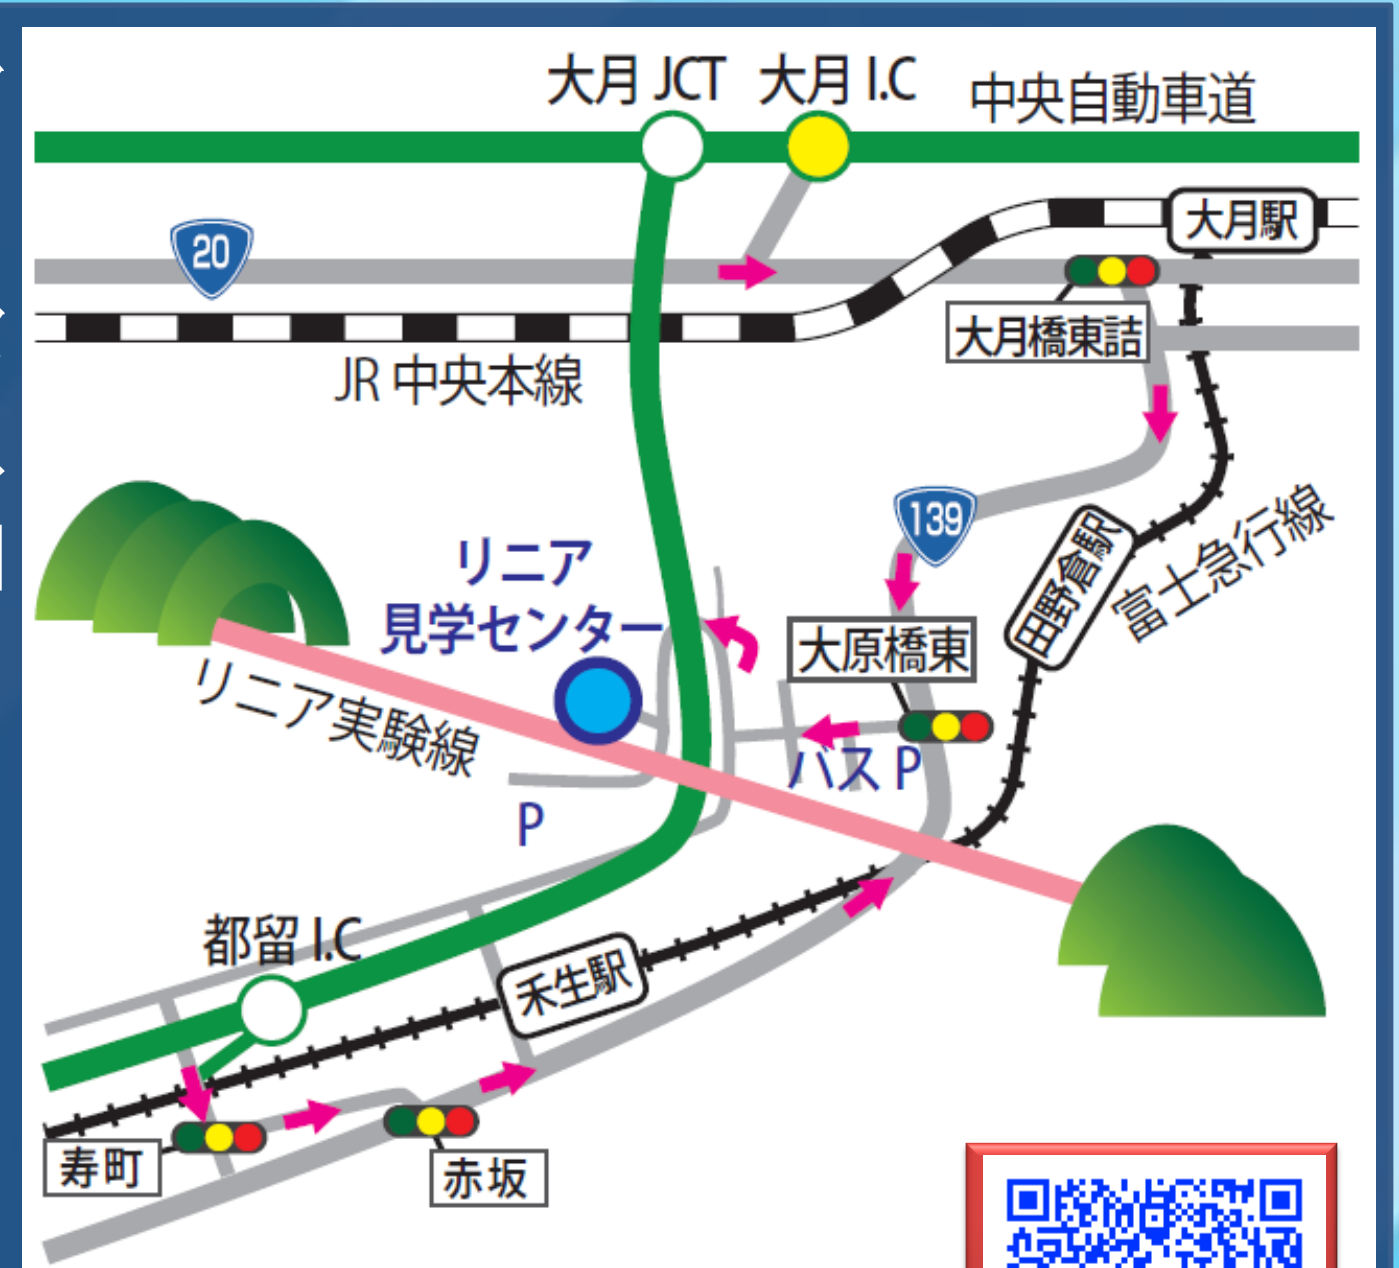 大月 JCT
大月 I.C
中央自動車道
大月駅
20
大月橋東詰
JR 中央本線
139
富士急行線
田野倉駅
リニア
見学センター
大原橋東
リニア実験線
バス P
P
都留 I.C
禾生駅
寿町
赤坂